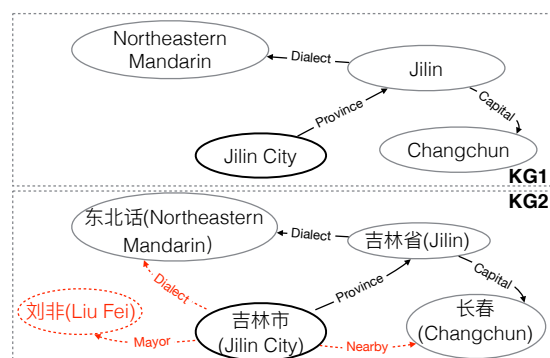 Northeastern
Mandarin
Dialect
Jilin
Province
Capital
Jilin City
Changchun
KG1
KG2
东北话(Northeastern
Mandarin)
Dialect
吉林省(Jilin)
Dialect
Province
Capital
刘非(Liu Fei)
Mayor
吉林市
(Jilin City)
Nearby
长春
(Changchun)